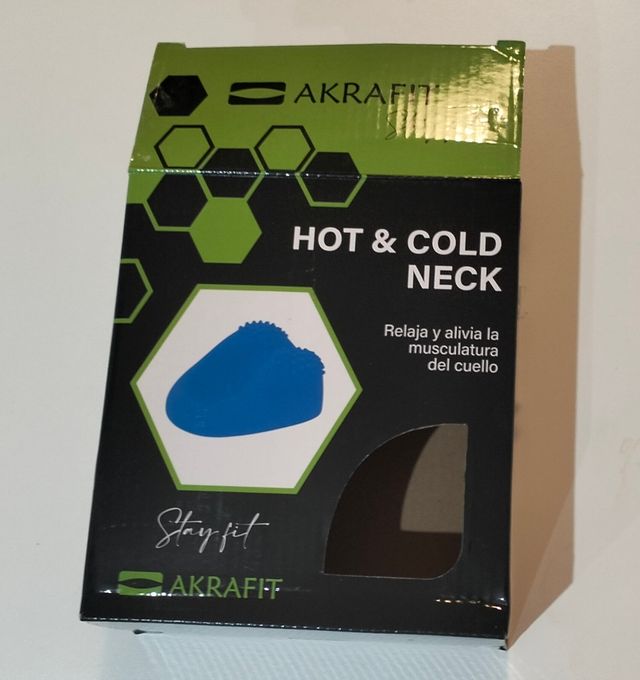 AKRAFIT
HOT & COLD
NECK
Relaja y alivia la
musculatura
del cuello
Stay fit
AKRAFIT